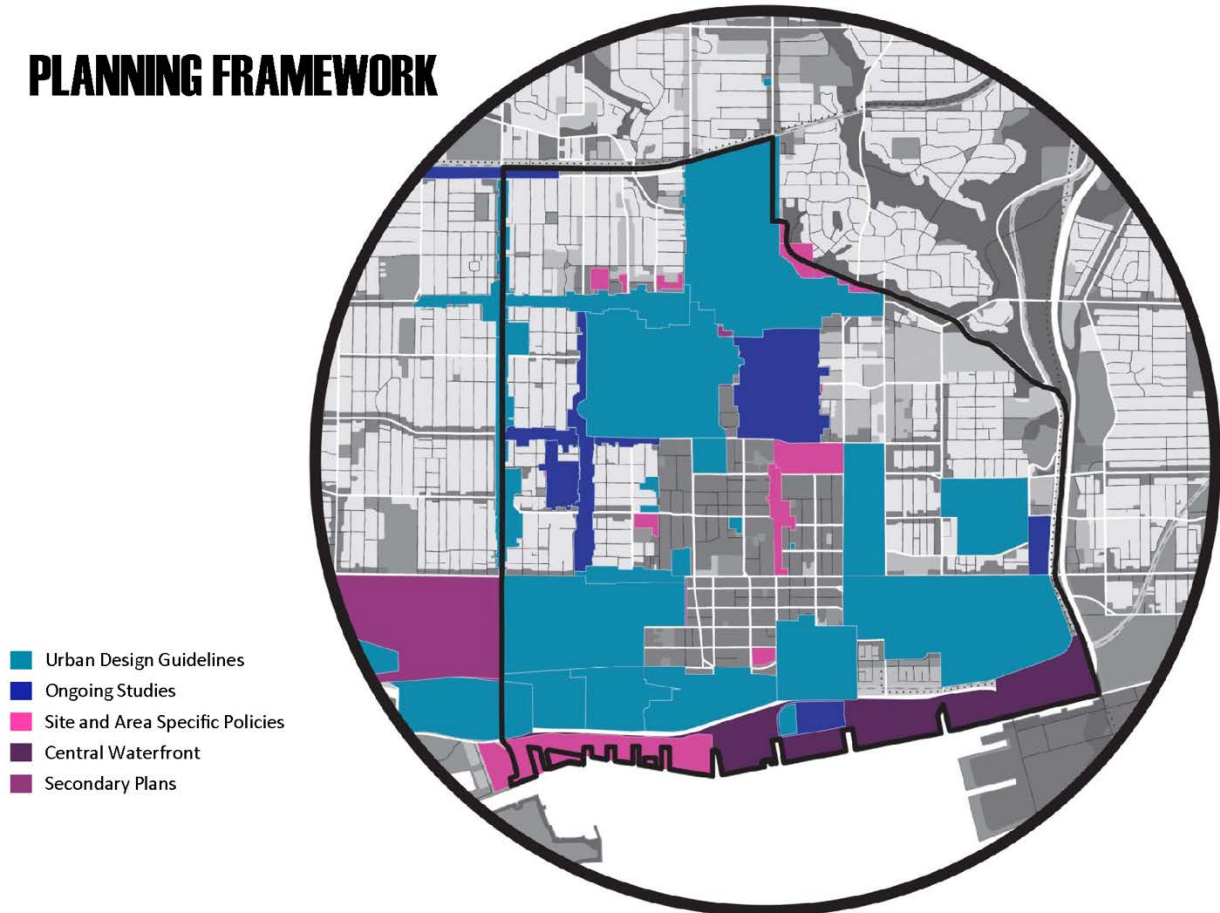 PLANNING FRAMEWORK
Urban Design Guidelines
Ongoing Studies
Site and Area Specific Policies
Central Waterfront
Secondary Plans